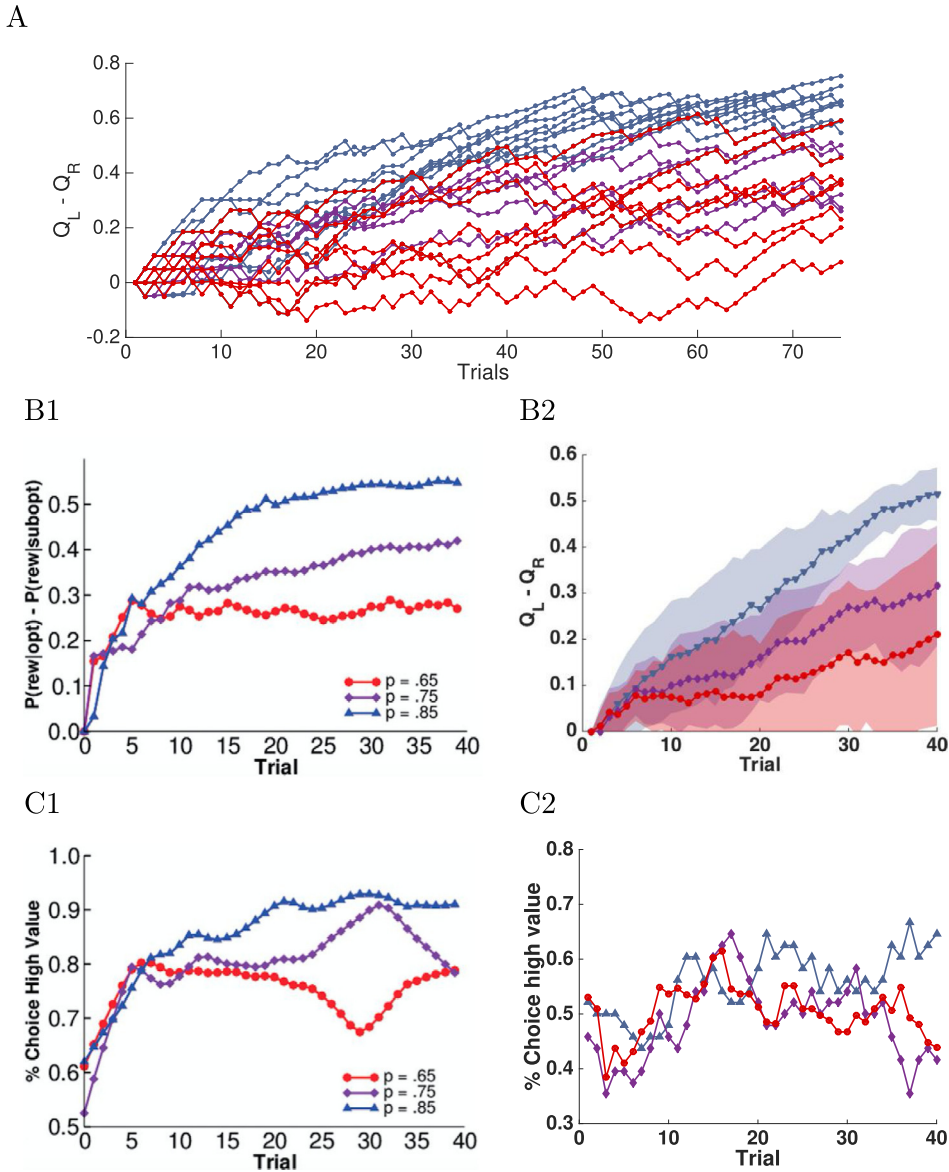 A
0.8
0.6
0.4
0.2
0
-0.2
Q_L - Q_R
0 10 20 30 40 50 60 70
Trials
B1
P(rew|opt) - P(rew|subopt)
0.5
0.4
0.3
0.2
0.1
0.0
p = .65
p = .75
p = .85
0 5 10 15 20 25 30 35 40
Trial
B2
Q_L - Q_R
0.6
0.5
0.4
0.3
0.2
0.1
0
10 20 30 40
Trial
C1
% Choice High Value
1.0
0.9
0.8
0.7
0.6
0.5
p = .65
p = .75
p = .85
0 5 10 15 20 25 30 35 40
Trial
C2
% Choice high value
0.8
0.7
0.6
0.5
0.4
0.3
0 10 20 30 40
Trial